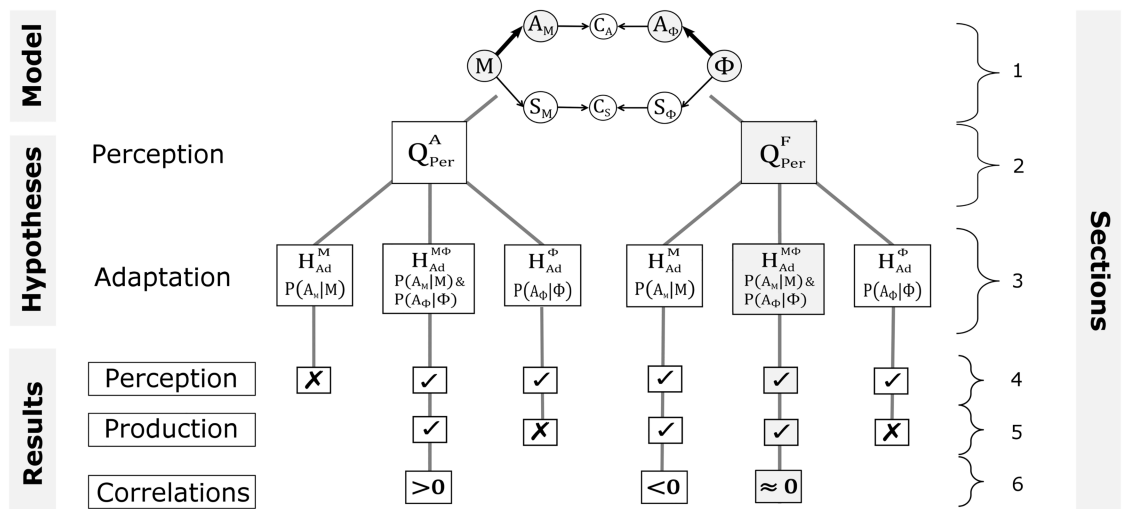 Model
A_M C_A A_Φ
M Φ
S_M C_S S_Φ
1
Hypotheses
Perception
Q^A_Per Q^F_Per
2
Adaptation
H^M_Ad H^MΦ_Ad H^Φ_Ad H^M_Ad H^MΦ_Ad H^Φ_Ad
P(A_M|M) P(A_M|M) & P(A_Φ|Φ) P(A_M|M) P(A_M|M) & P(A_Φ|Φ)
P(A_Φ|Φ) P(A_Φ|Φ)
3
Results
Perception ✗ ✓ ✓ ✓ ✓ ✓ 4
Production ✓ ✗ ✓ ✓ ✗ 5
Correlations >0 <0 ≈ 0 6
Sections